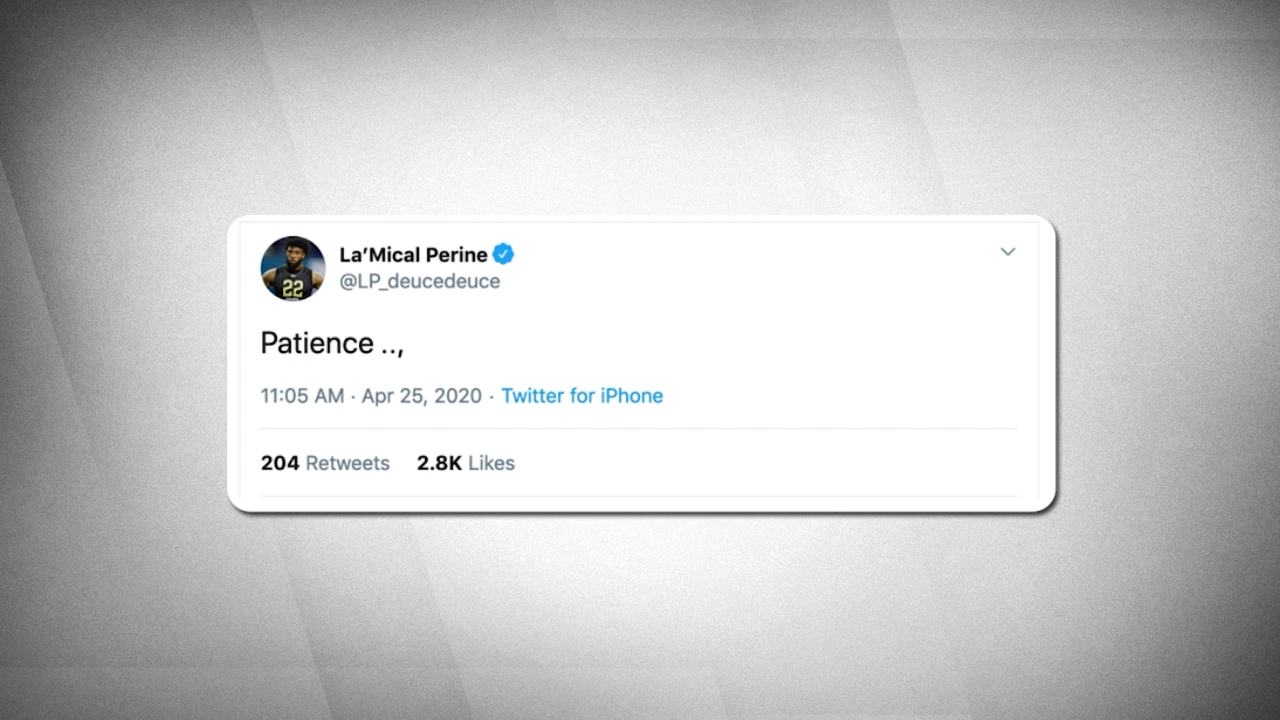 La’Mical Perine
@LP_deucedeuce
22
Patience ..,
11:05 AM · Apr 25, 2020 · Twitter for iPhone
204 Retweets 2.8K Likes